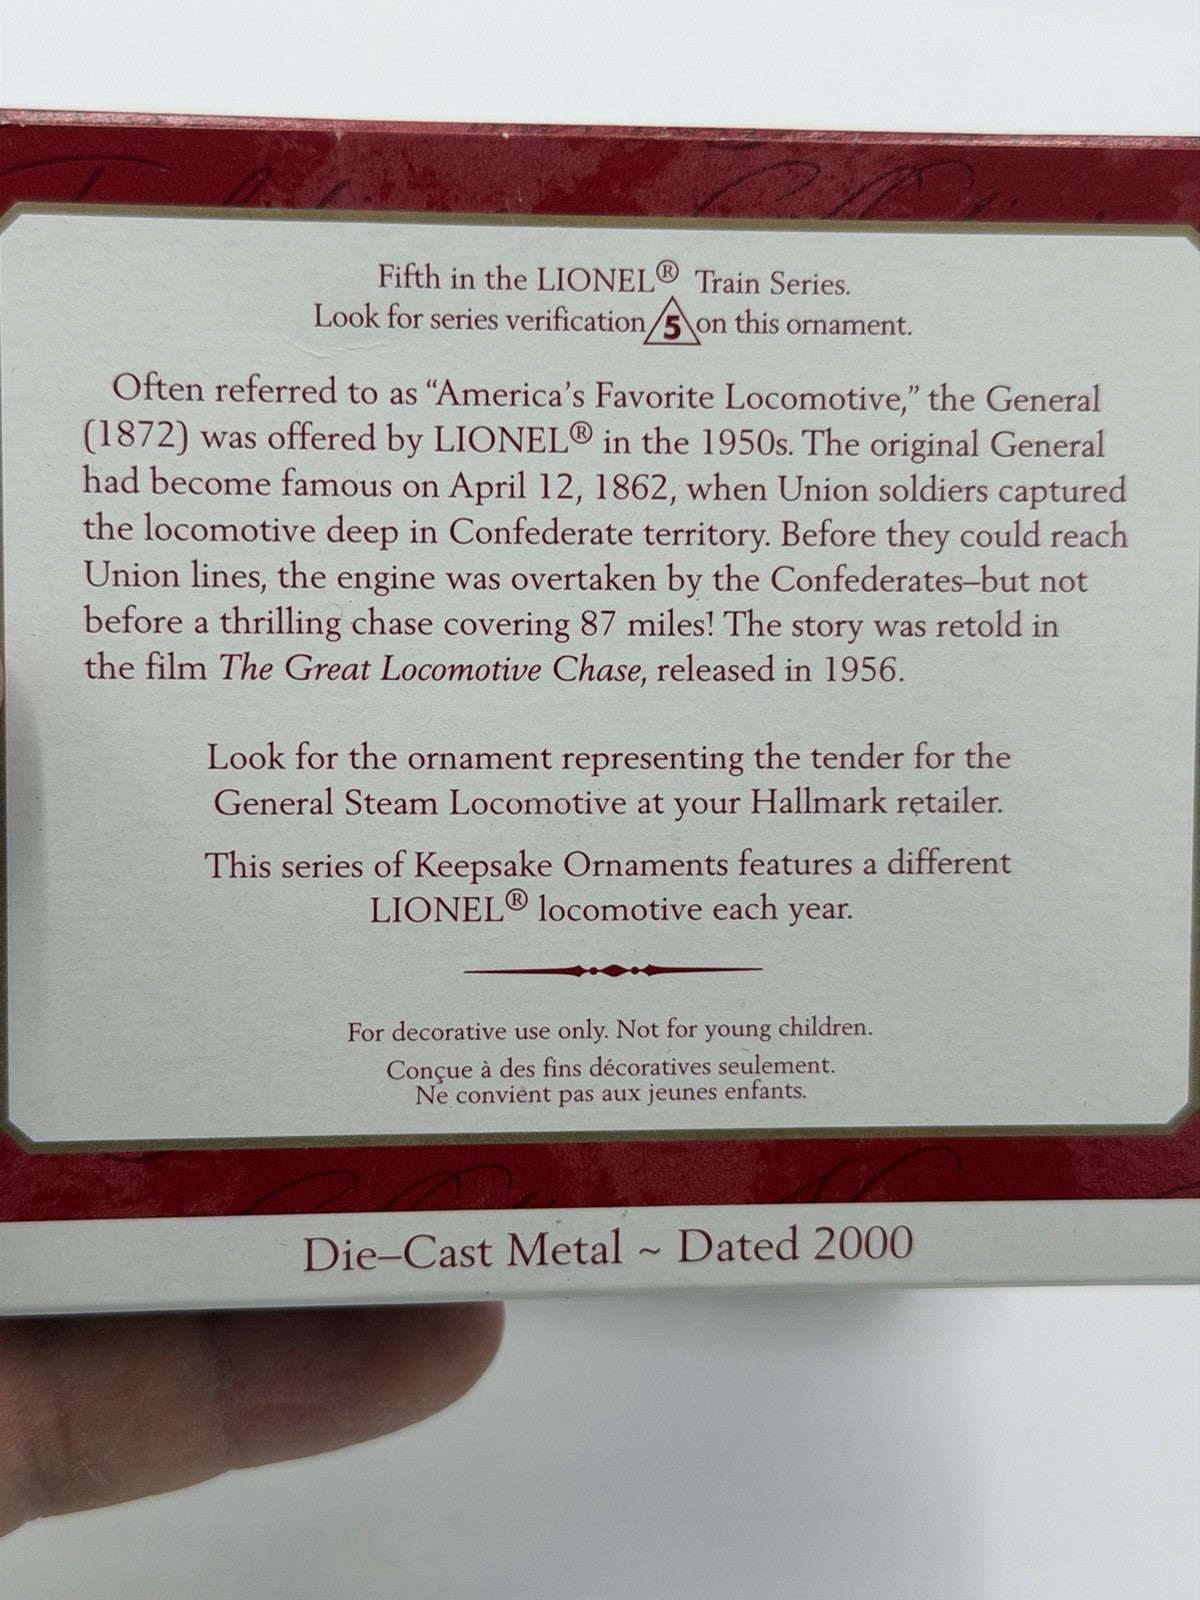 Fifth in the LIONEL® Train Series.
Look for series verification 5 on this ornament.
Often referred to as “America’s Favorite Locomotive,” the General
(1872) was offered by LIONEL® in the 1950s. The original General
had become famous on April 12, 1862, when Union soldiers captured
the locomotive deep in Confederate territory. Before they could reach
Union lines, the engine was overtaken by the Confederates–but not
before a thrilling chase covering 87 miles! The story was retold in
the film The Great Locomotive Chase, released in 1956.
Look for the ornament representing the tender for the
General Steam Locomotive at your Hallmark retailer.
This series of Keepsake Ornaments features a different
LIONEL® locomotive each year.
For decorative use only. Not for young children.
Conçue à des fins décoratives seulement.
Ne convient pas aux jeunes enfants.
Die–Cast Metal ~ Dated 2000